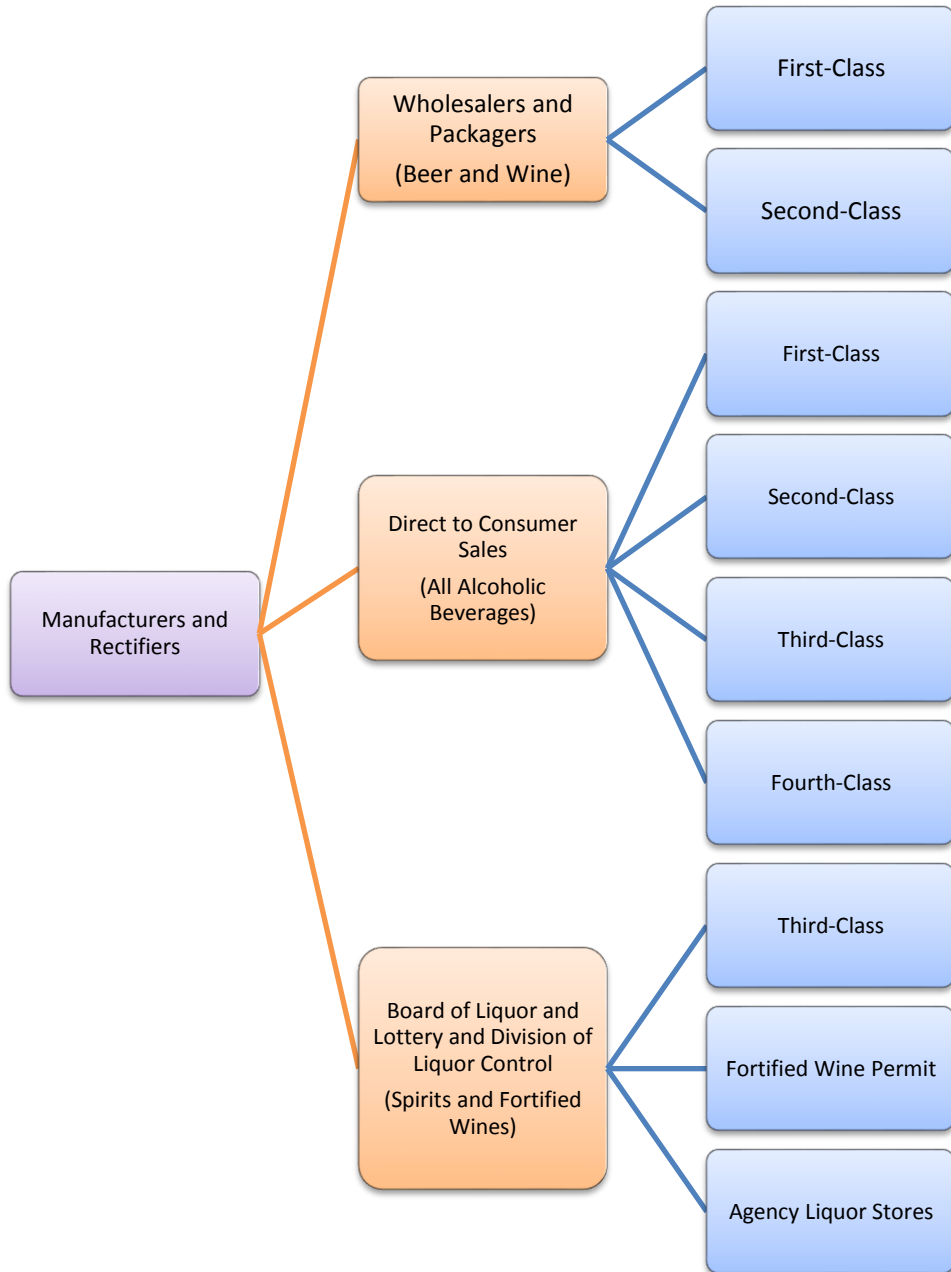 First-Class
Wholesalers and
Packagers
(Beer and Wine)
Second-Class
First-Class
Second-Class
Direct to Consumer
Sales
(All Alcoholic
Beverages)
Manufacturers and
Rectifiers
Third-Class
Fourth-Class
Third-Class
Board of Liquor and
Lottery and Division of
Liquor Control
(Spirits and Fortified
Wines)
Fortified Wine Permit
Agency Liquor Stores